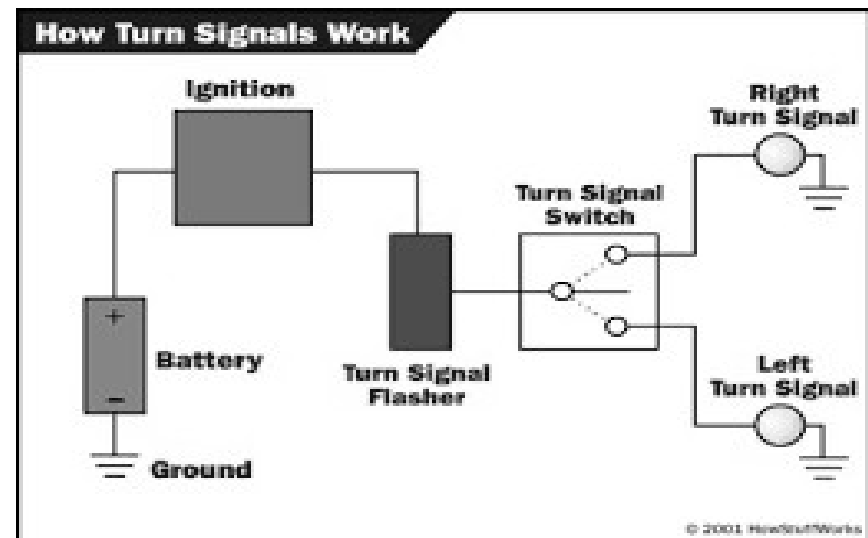 How Turn Signals Work
Ignition
Right
Turn Signal
Turn Signal
Switch
+
Battery
-
Turn Signal
Flasher
Left
Turn Signal
Ground
© 2001 HowStuffWorks